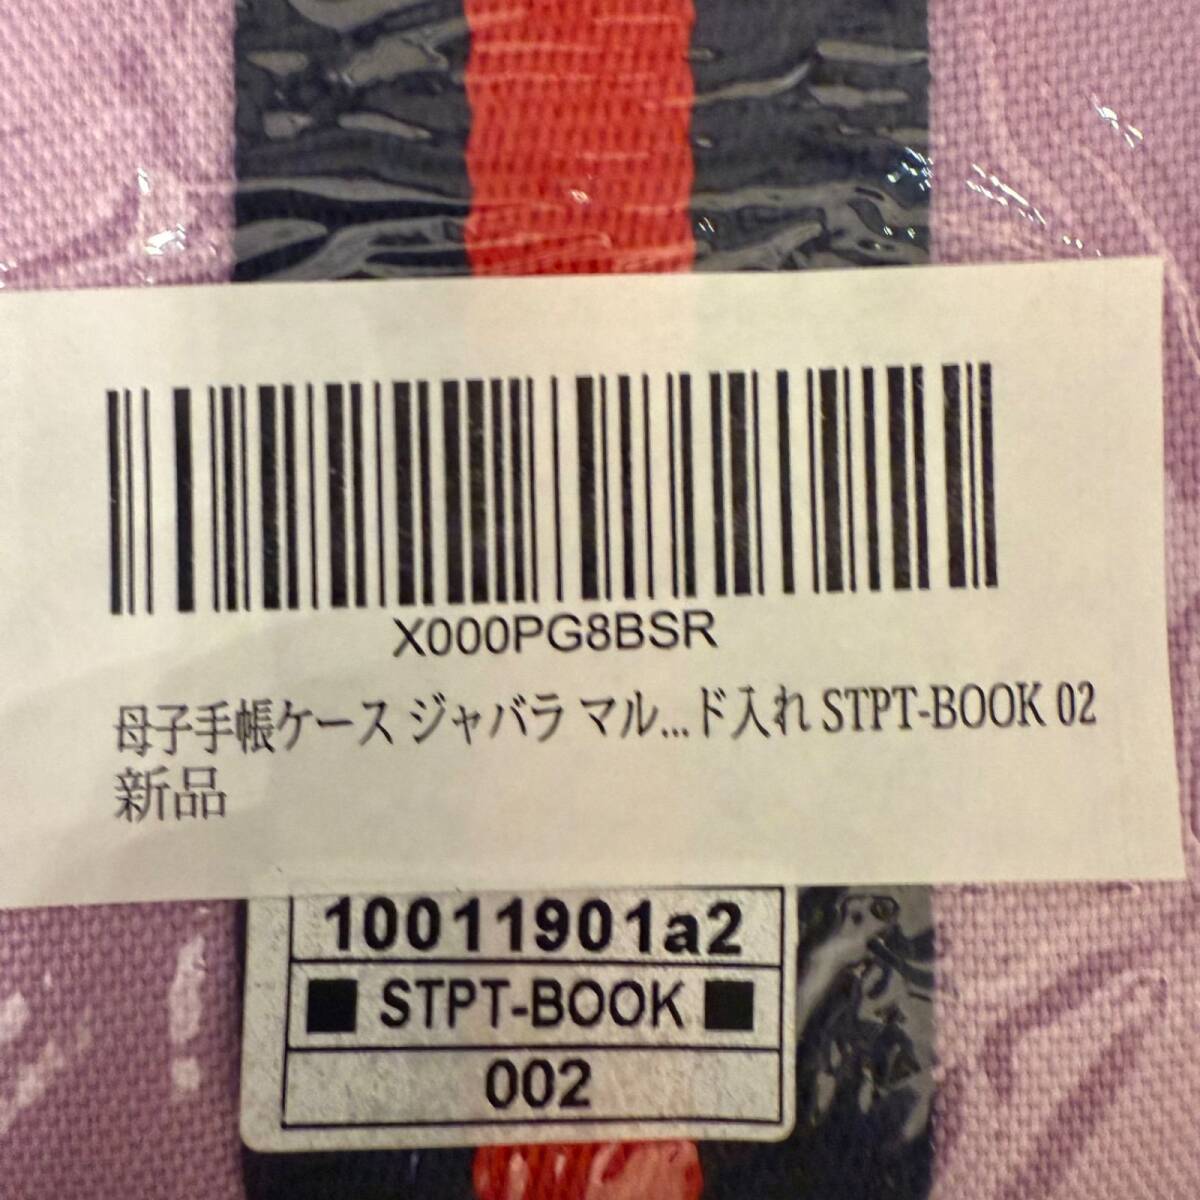 X000PG8BSR
母子手帳ケース ジャバラ マル...ド入れ STPT-BOOK 02
新品
10011901a2
■ STPT-BOOK ■
002